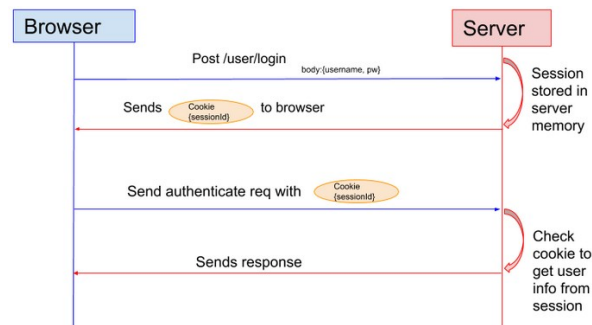 Browser
Server
Post /user/login
body:{username, pw}
Session
stored in
server
memory
Sends Cookie {sessionId} to browser
Send authenticate req with Cookie {sessionId}
Check
cookie to
get user
info from
session
Sends response